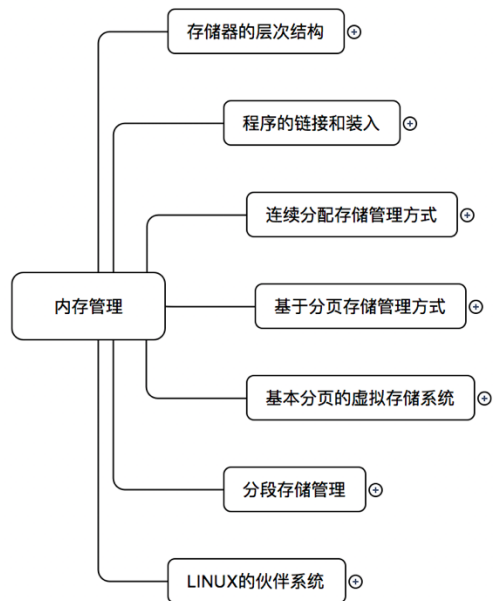 存储器的层次结构
程序的链接和装入
连续分配存储管理方式
内存管理
基于分页存储管理方式
基本分页的虚拟存储系统
分段存储管理
LINUX的伙伴系统